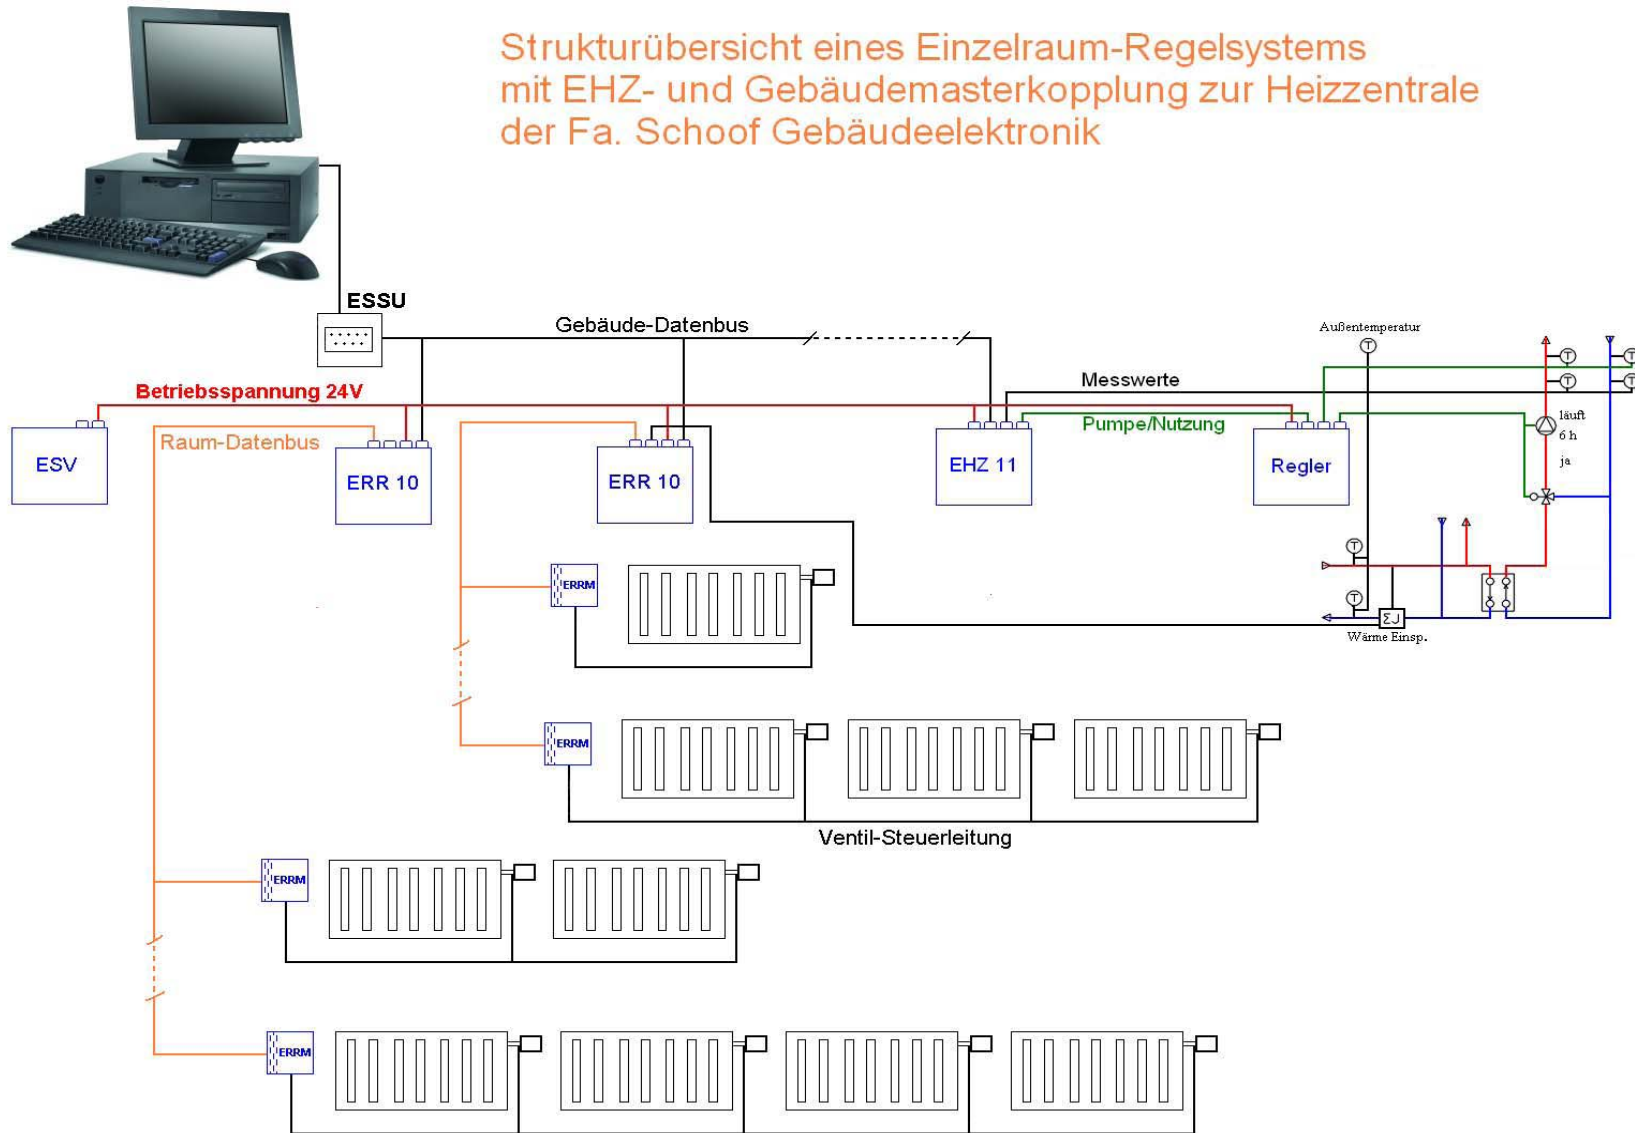 Strukturübersicht eines Einzelraum-Regelsystems
mit EHZ- und Gebäudemasterkopplung zur Heizzentrale
der Fa. Schoof Gebäudeelektronik
ESSU
Gebäude-Datenbus
Außentemperatur
T
T
T
Betriebsspannung 24V
Messwerte
T
T
Raum-Datenbus
Pumpe/Nutzung
läuft
6 h
ja
ESV
ERR 10
ERR 10
EHZ 11
Regler
T
ERRM
T
ΣJ
Wärme Einsp.
ERRM
Ventil-Steuerleitung
ERRM
ERRM